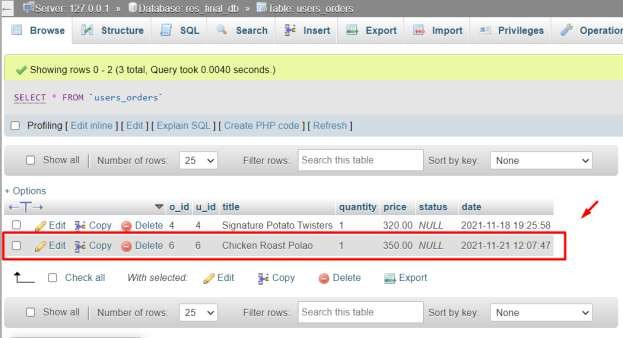 Server: 127.0.0.1 » Database: res_final_db » Table: users_orders
Browse Structure SQL Search Insert Export Import Privileges Operation
Showing rows 0 - 2 (3 total, Query took 0.0040 seconds.)
SELECT * FROM `users_orders`
Profiling [ Edit inline ] [ Edit ] [ Explain SQL ] [ Create PHP code ] [ Refresh ]
Show all Number of rows: 25 Filter rows: Search this table Sort by key: None
+ Options
←T→ o_id u_id title quantity price status date
Edit Copy Delete 4 4 Signature Potato Twisters 1 320.00 NULL 2021-11-18 19:25:58
Edit Copy Delete 6 6 Chicken Roast Polao 1 350.00 NULL 2021-11-21 12:07:47
Check all With selected: Edit Copy Delete Export
Show all Number of rows: 25 Filter rows: Search this table Sort by key: None